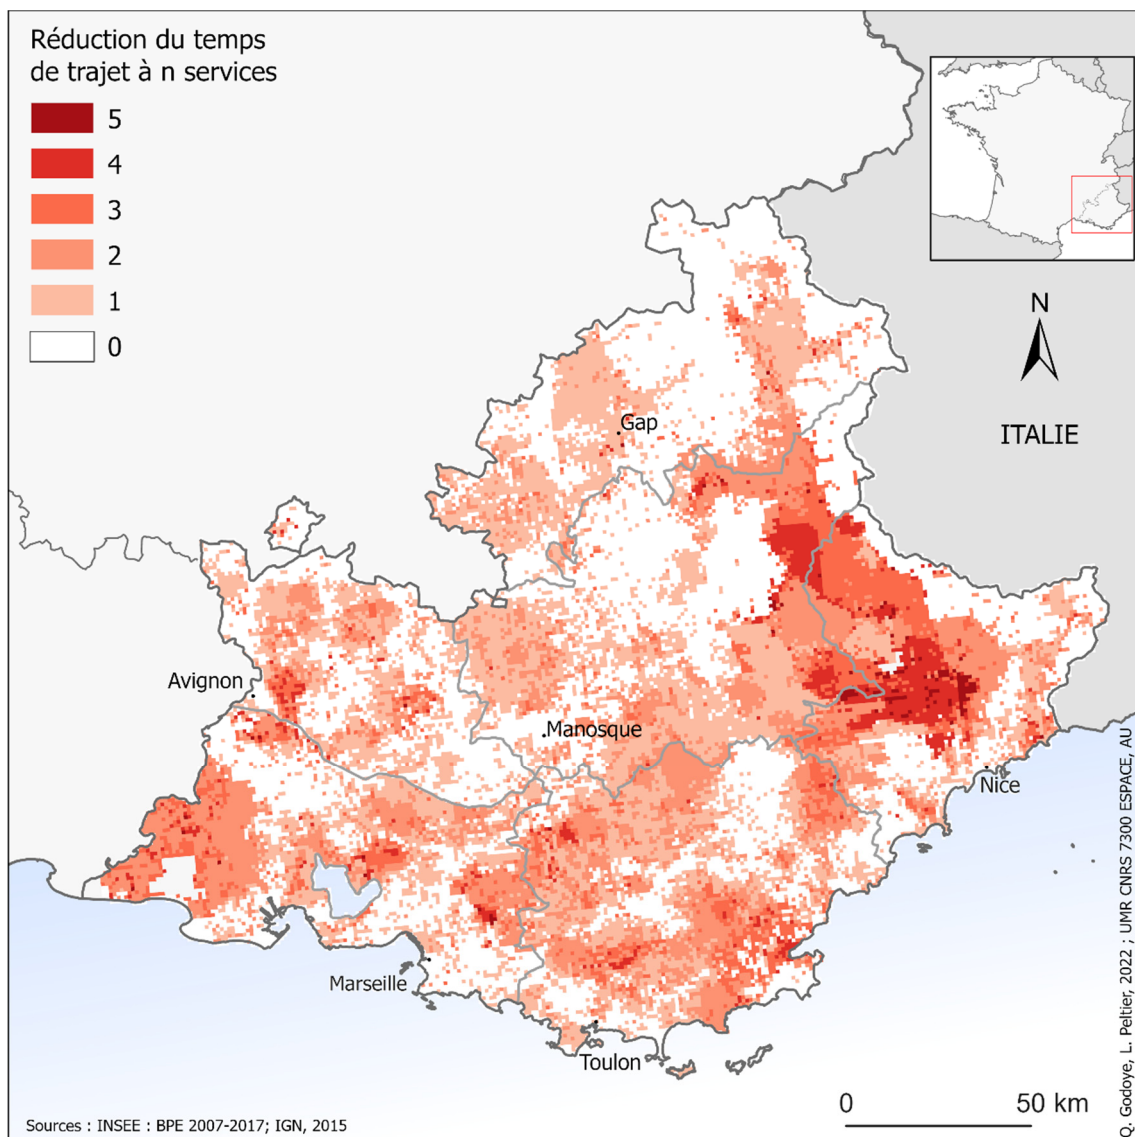 Réduction du temps
de trajet à n services
5
4
3
2
1
0
N
ITALIE
Gap
Avignon
Manosque
Nice
Marseille
Toulon
0 50 km
Sources : INSEE : BPE 2007-2017; IGN, 2015
Q. Godoye, L. Peltier, 2022 ; UMR CNRS 7300 ESPACE, AU